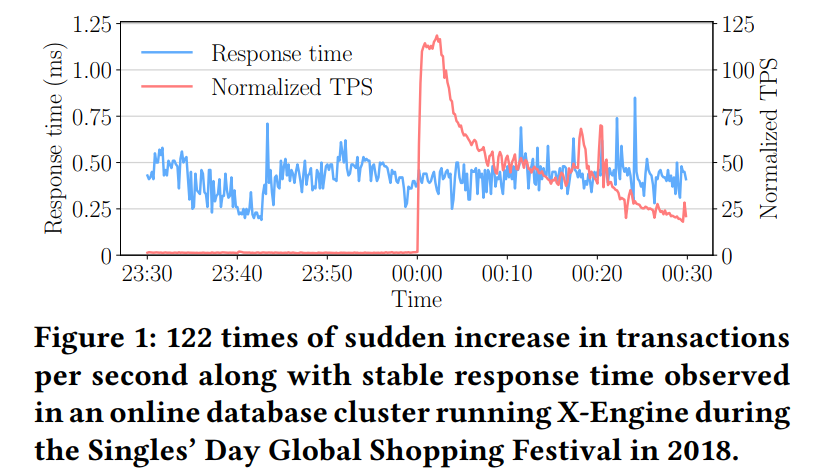 1.25
1.00
0.75
0.50
0.25
0
Response time (ms)
Response time
Normalized TPS
125
100
75
50
25
0
Normalized TPS
23:30 23:40 23:50 00:00 00:10 00:20 00:30
Time
Figure 1: 122 times of sudden increase in transactions
per second along with stable response time observed
in an online database cluster running X-Engine during
the Singles’ Day Global Shopping Festival in 2018.